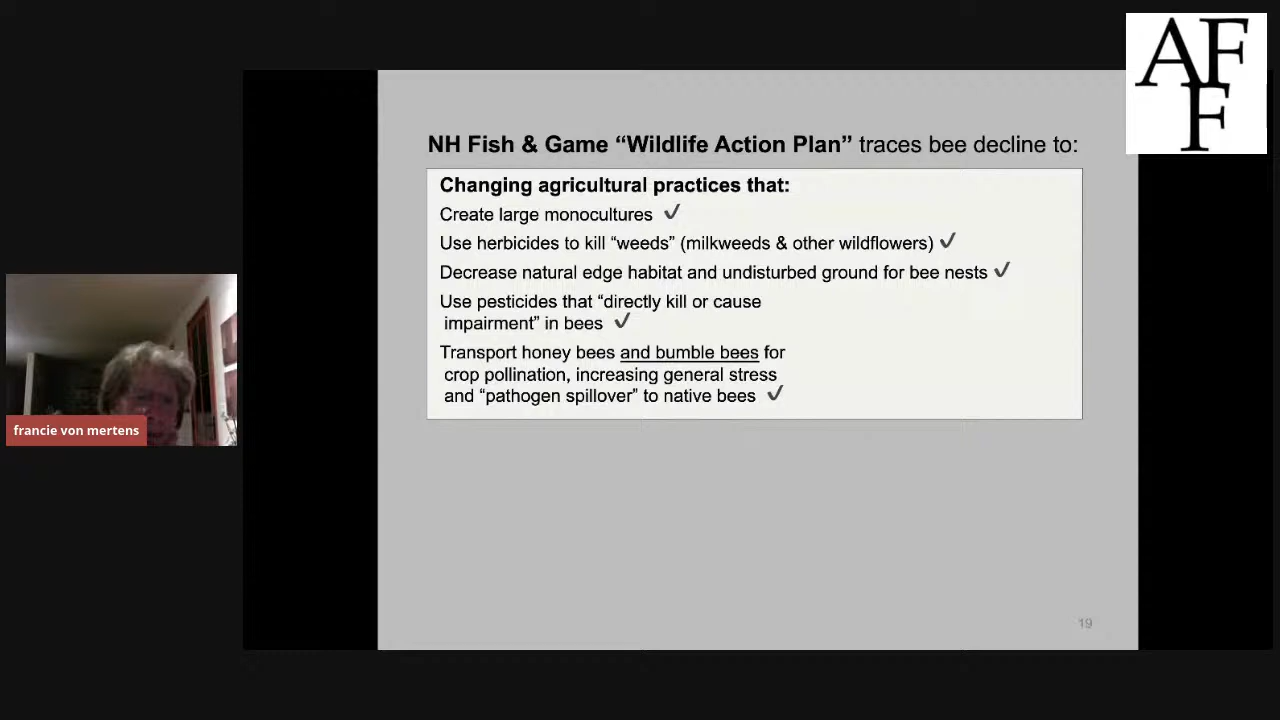 AF
F
NH Fish & Game “Wildlife Action Plan” traces bee decline to:
Changing agricultural practices that:
Create large monocultures ✓
Use herbicides to kill “weeds” (milkweeds & other wildflowers) ✓
Decrease natural edge habitat and undisturbed ground for bee nests ✓
Use pesticides that “directly kill or cause
impairment” in bees ✓
Transport honey bees and bumble bees for
crop pollination, increasing general stress
and “pathogen spillover” to native bees ✓
francie von mertens
19